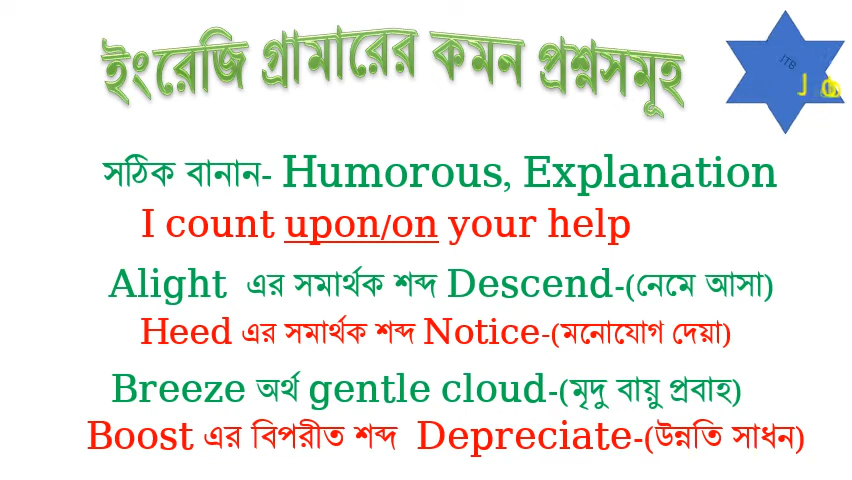 ইংরেজি গ্রামারের কমন প্রশ্নসমূহ
JTB
সঠিক বানান- Humorous, Explanation
I count upon/on your help
Alight এর সমার্থক শব্দ Descend-(নেমে আসা)
Heed এর সমার্থক শব্দ Notice-(মনোযোগ দেয়া)
Breeze অর্থ gentle cloud-(মৃদু বায়ু প্রবাহ)
Boost এর বিপরীত শব্দ Depreciate-(উন্নতি সাধন)